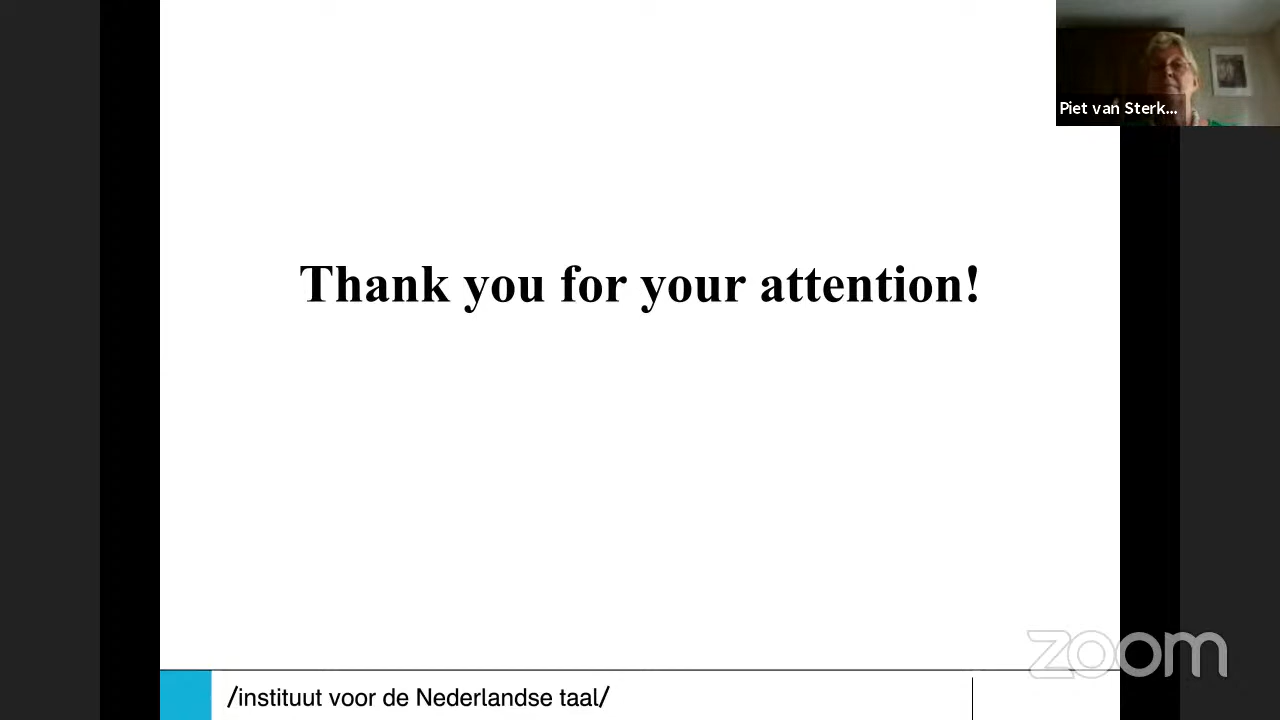 Piet van Sterk...
Thank you for your attention!
zoom
/instituut voor de Nederlandse taal/